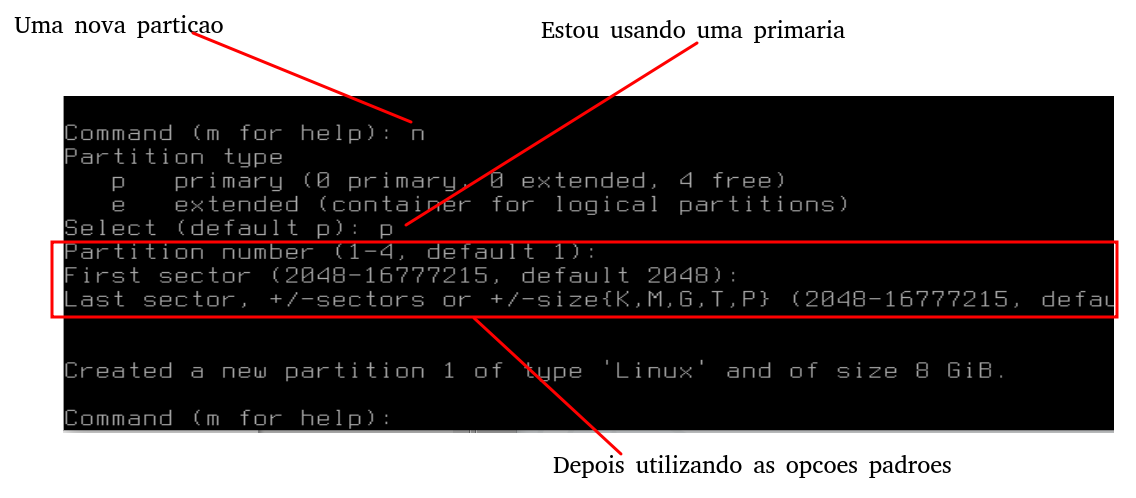 Uma nova particao
Estou usando uma primaria
Command (m for help): n
Partition type
p primary (0 primary, 0 extended, 4 free)
e extended (container for logical partitions)
Select (default p): p
Partition number (1-4, default 1):
First sector (2048-16777215, default 2048):
Last sector, +/-sectors or +/-size{K,M,G,T,P} (2048-16777215, defau
Created a new partition 1 of type 'Linux' and of size 8 GiB.
Command (m for help):
Depois utilizando as opcoes padroes